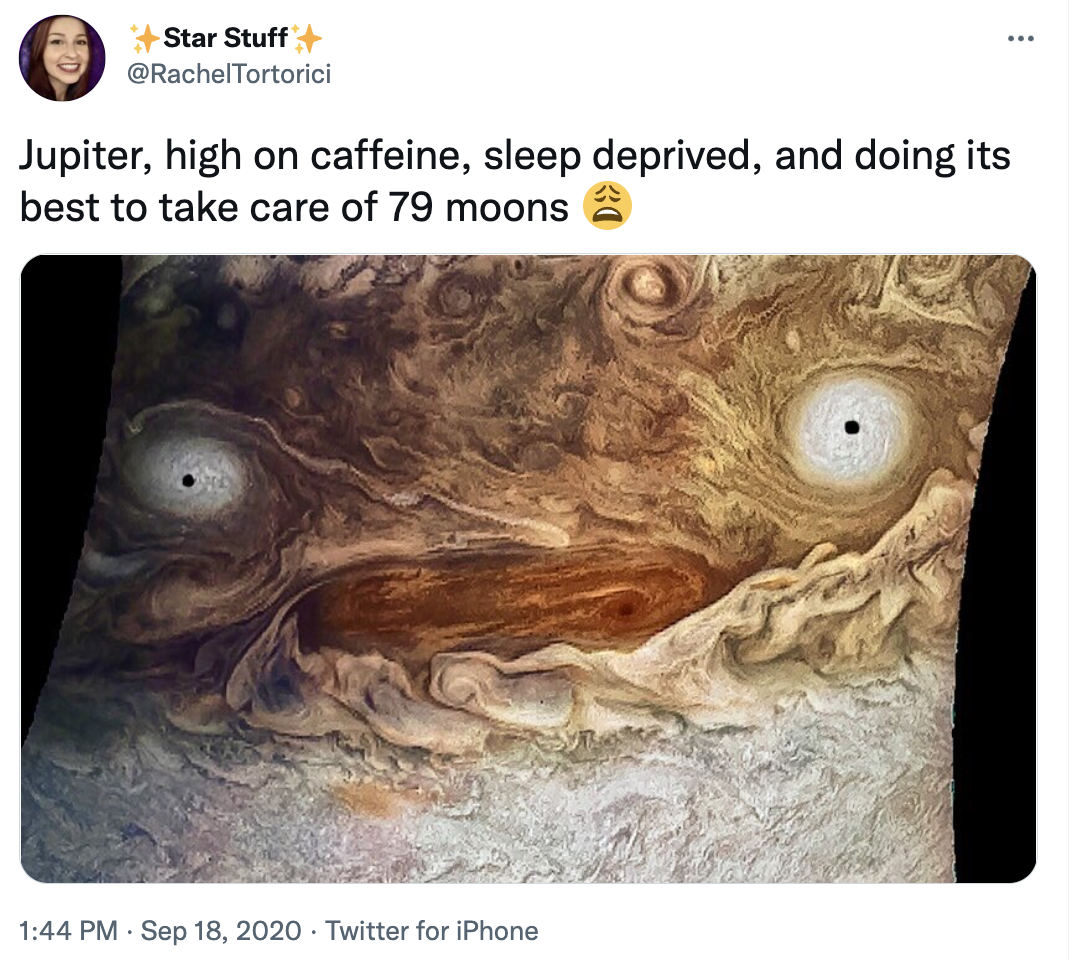 ✨Star Stuff✨
@RachelTortorici
Jupiter, high on caffeine, sleep deprived, and doing its
best to take care of 79 moons 😩
1:44 PM · Sep 18, 2020 · Twitter for iPhone